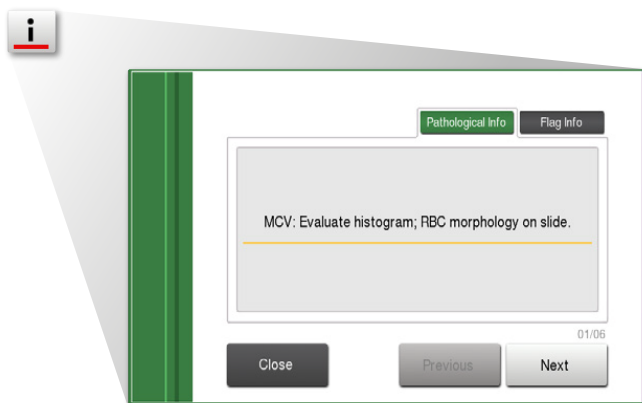 i
Pathological Info Flag Info
MCV: Evaluate histogram; RBC morphology on slide.
01/06
Close Previous Next